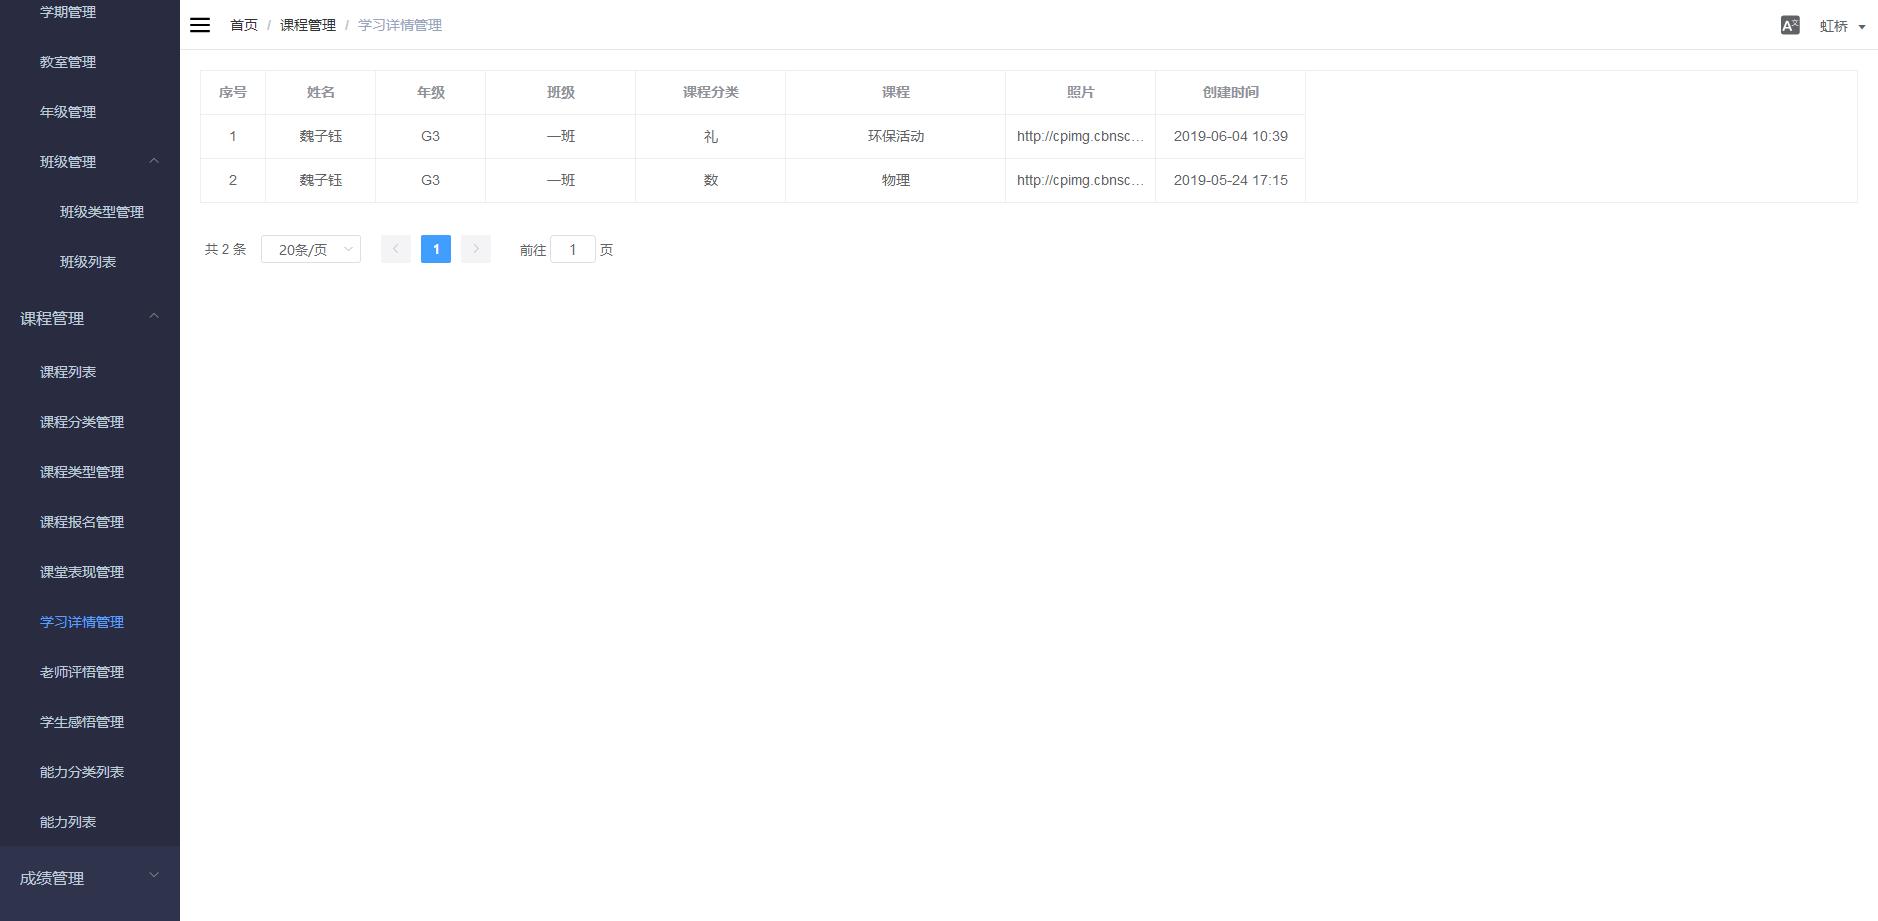 学期管理
教室管理
年级管理
班级管理
班级类型管理
班级列表
课程管理
课程列表
课程分类管理
课程类型管理
课程报名管理
课堂表现管理
学习详情管理
老师评悟管理
学生感悟管理
能力分类列表
能力列表
成绩管理
首页 / 课程管理 / 学习详情管理
A文 虹桥
序号 姓名 年级 班级 课程分类 课程 照片 创建时间
1 魏子钰 G3 一班 礼 环保活动 http://cpimg.cbnsc... 2019-06-04 10:39
2 魏子钰 G3 一班 数 物理 http://cpimg.cbnsc... 2019-05-24 17:15
共 2 条 20条/页 1 前往 1 页